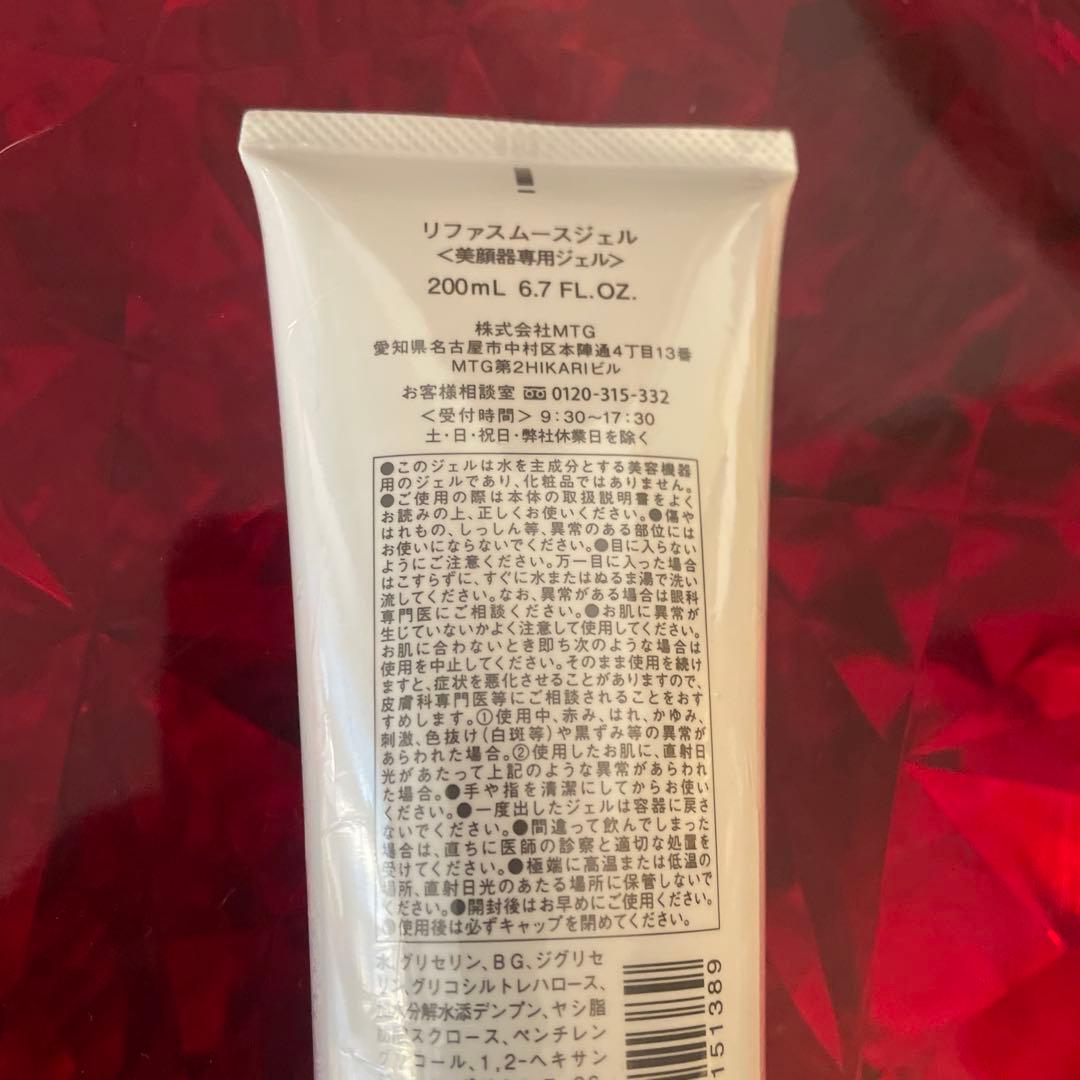 リファスムースジェル
<美顔器専用ジェル>
200mL 6.7 FL.OZ.
株式会社MTG
愛知県名古屋市中村区本陣通4丁目13番
MTG第2HIKARIビル
お客様相談室 0120-315-332
<受付時間> 9:30〜17:30
土・日・祝日・弊社休業日を除く
●このジェルは水を主成分とする美容機器
用のジェルであり、化粧品ではありません。
●ご使用の際は本体の取扱説明書をよく
お読みの上、正しくお使いください。●傷や
はれもの、しっしん等、異常のある部位には
お使いにならないでください。●目に入らない
ようにご注意ください。万一目に入った場合
はこすらずに、すぐに水またはぬるま湯で洗い
流してください。なお、異常がある場合は眼科
専門医にご相談ください。●お肌に異常が
生じていないかよく注意して使用してください。
お肌に合わないとき即ち次のような場合は
使用を中止してください。そのまま使用を続け
ますと、症状を悪化させることがありますので、
皮膚科専門医等にご相談されることをおす
すめします。①使用中、赤み、はれ、かゆみ、
刺激、色抜け(白斑等)や黒ずみ等の異常が
あらわれた場合。②使用したお肌に、直射日
光があたって上記のような異常があらわれ
た場合。●手や指を清潔にしてからお使い
ください。●一度出したジェルは容器に戻さ
ないでください。●間違って飲んでしまった
場合は、直ちに医師の診察と適切な処置を
受けてください。●極端に高温または低温の
場所、直射日光のあたる場所に保管しないで
ください。●開封後はお早めにご使用ください。
●使用後は必ずキャップを閉めてください。
水、グリセリン、BG、ジグリセ
リン、グリコシルトレハロース、
加水分解水添デンプン、ヤシ脂
肪酸スクロース、ペンチレン
グリコール、1,2-ヘキサン
151389